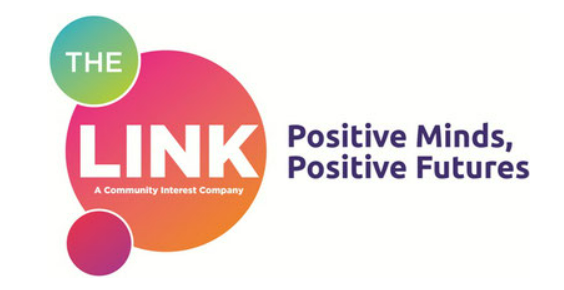 THE
LINK
A Community Interest Company
Positive Minds,
Positive Futures